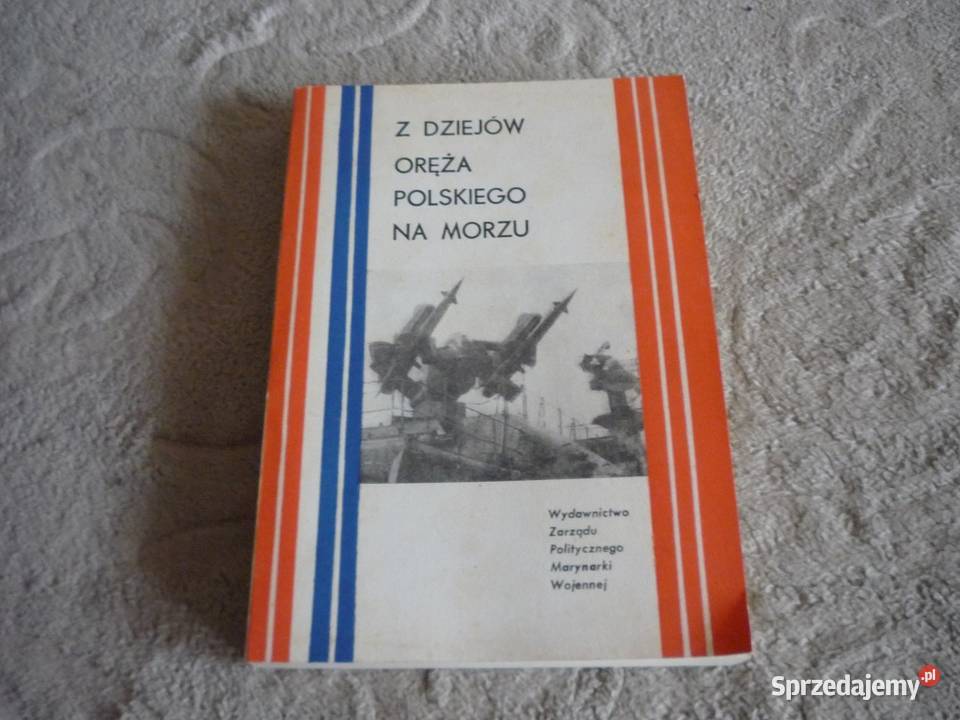 Z DZIEJÓW
ORĘŻA
POLSKIEGO
NA MORZU
Wydawnictwo
Zarządu
Politycznego
Marynarki
Wojennej
Sprzedajemy.pl